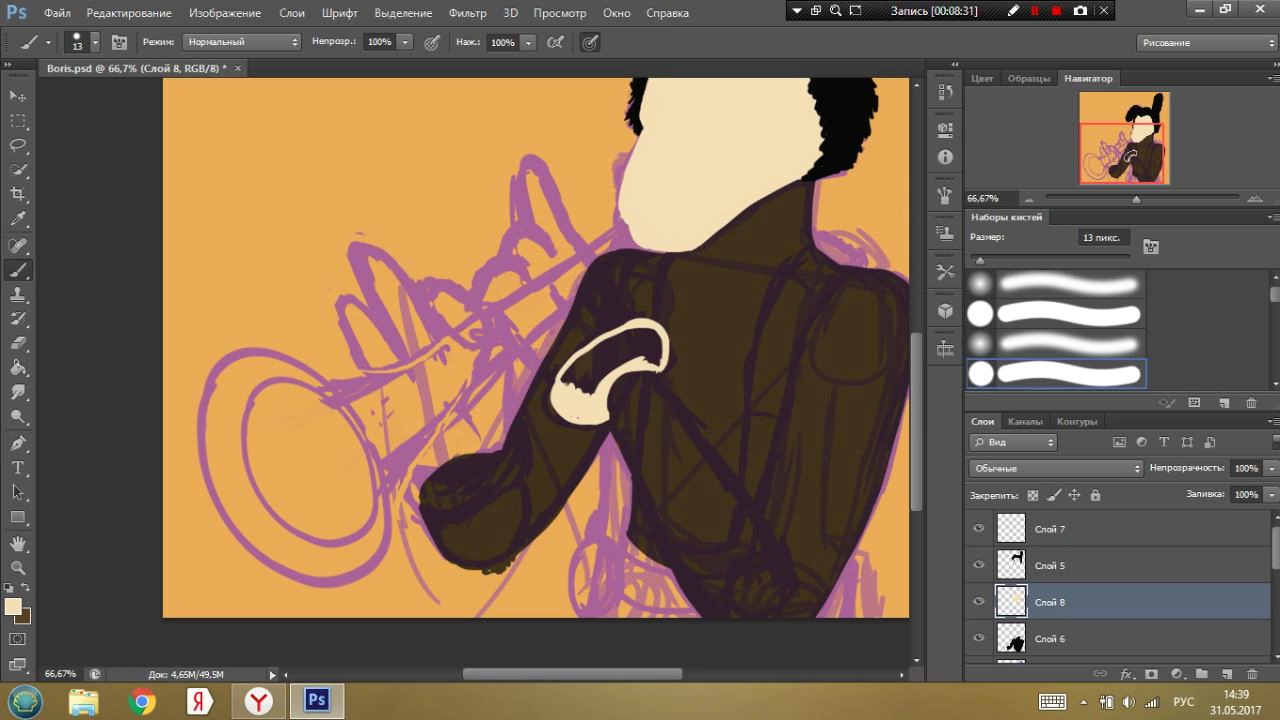 Ps Файл Редактирование Изображение Слои Шрифт Выделение Фильтр 3D Просмотр Окно Справка
Запись [00:08:31]
13 Режим: Нормальный Непрозр.: 100% Наж.: 100% Рисование
Boris.psd @ 66,7% (Слой 8, RGB/8) * ×
Цвет Образцы Навигатор
66,67%
Наборы кистей
Размер: 13 пикс.
Слои Каналы Контуры
Вид
Обычные Непрозрачность: 100%
Закрепить: Заливка: 100%
Слой 7
Слой 5
Слой 8
Слой 6
66,67% Док: 4,65M/49,5M
fx
Я Y Ps РУС 14:39
31.05.2017